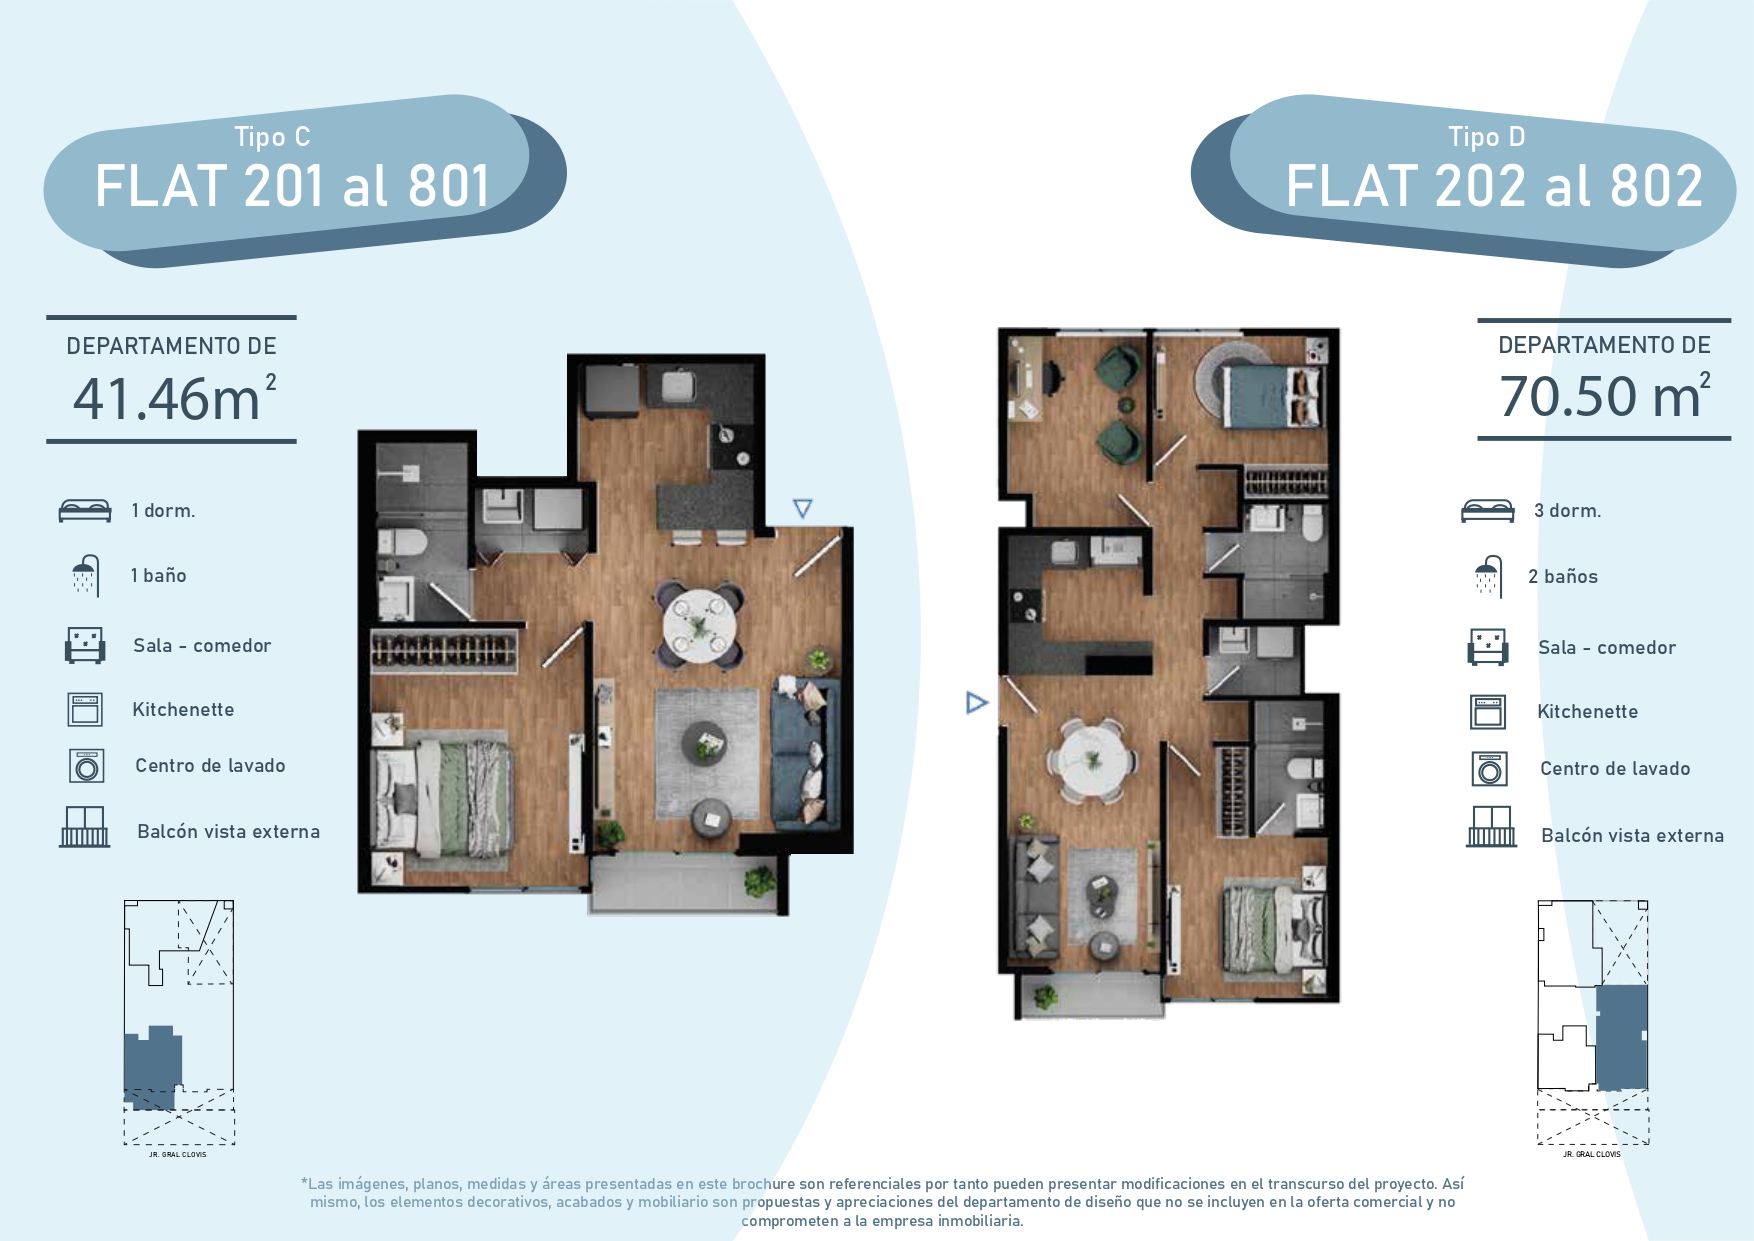 Tipo C
FLAT 201 al 801
DEPARTAMENTO DE
41.46m²
1 dorm.
1 baño
Sala - comedor
Kitchenette
Centro de lavado
Balcón vista externa
JR. GRAL CLOVIS
Tipo D
FLAT 202 al 802
DEPARTAMENTO DE
70.50 m²
3 dorm.
2 baños
Sala - comedor
Kitchenette
Centro de lavado
Balcón vista externa
JR. GRAL CLOVIS
*Las imágenes, planos, medidas y áreas presentadas en este brochure son referenciales por tanto pueden presentar modificaciones en el transcurso del proyecto. Así
mismo, los elementos decorativos, acabados y mobiliario son propuestas y apreciaciones del departamento de diseño que no se incluyen en la oferta comercial y no
comprometen a la empresa inmobiliaria.